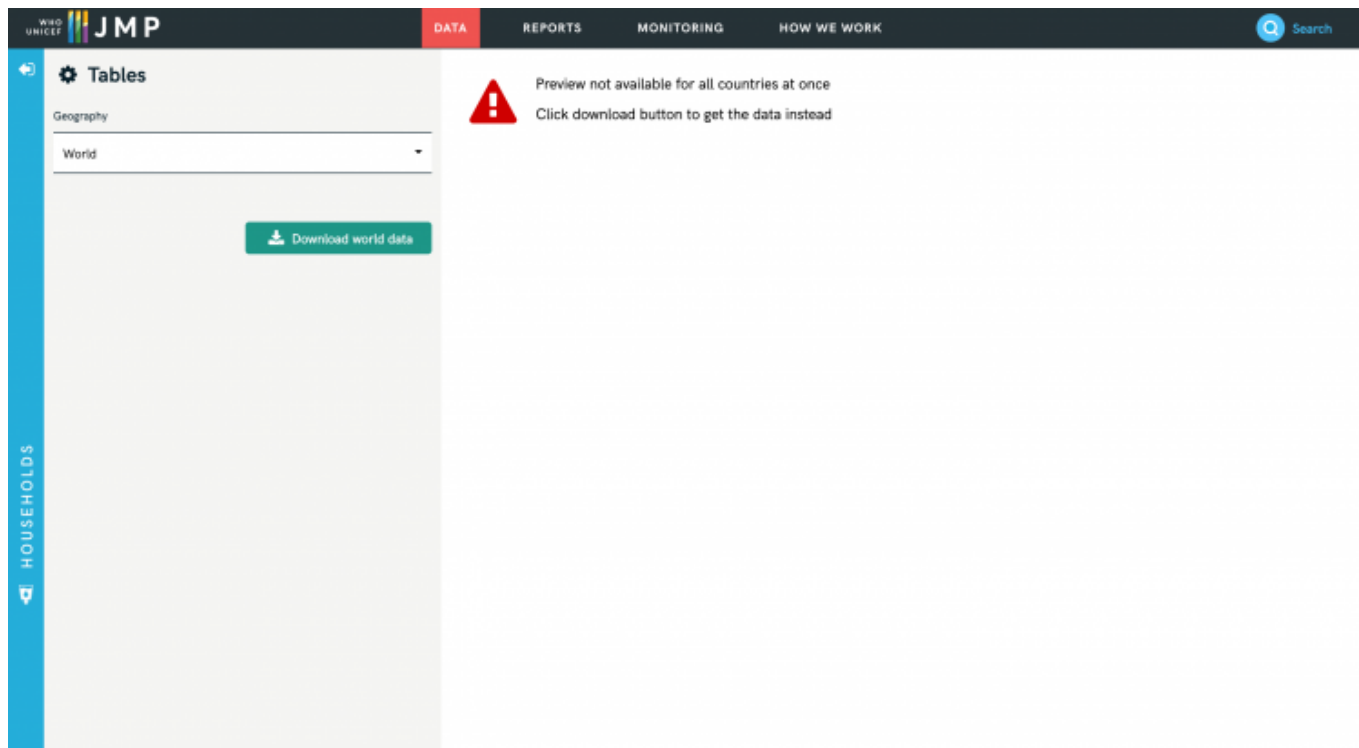 WHO
UNICEF
JMP
DATA
REPORTS
MONITORING
HOW WE WORK
Search
Tables
Geography
World
Download world data
Preview not available for all countries at once
Click download button to get the data instead
HOUSEHOLDS